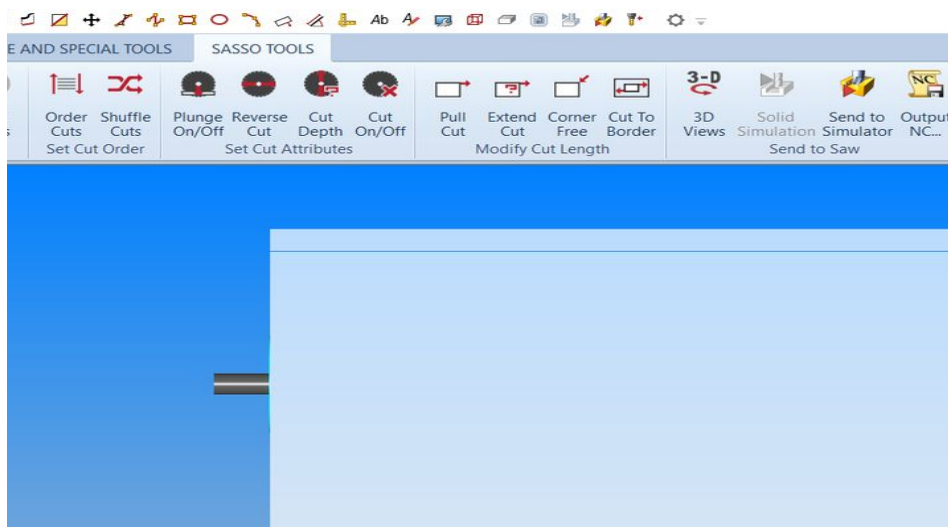 Ab
E AND SPECIAL TOOLS SASSO TOOLS
3-D NC
Order Shuffle Plunge Reverse Cut Cut Pull Extend Corner Cut To 3D Solid Send to Output
s Cuts Cuts On/Off Cut Depth On/Off Cut Cut Free Border Views Simulation Simulator NC...
Set Cut Order Set Cut Attributes Modify Cut Length Send to Saw